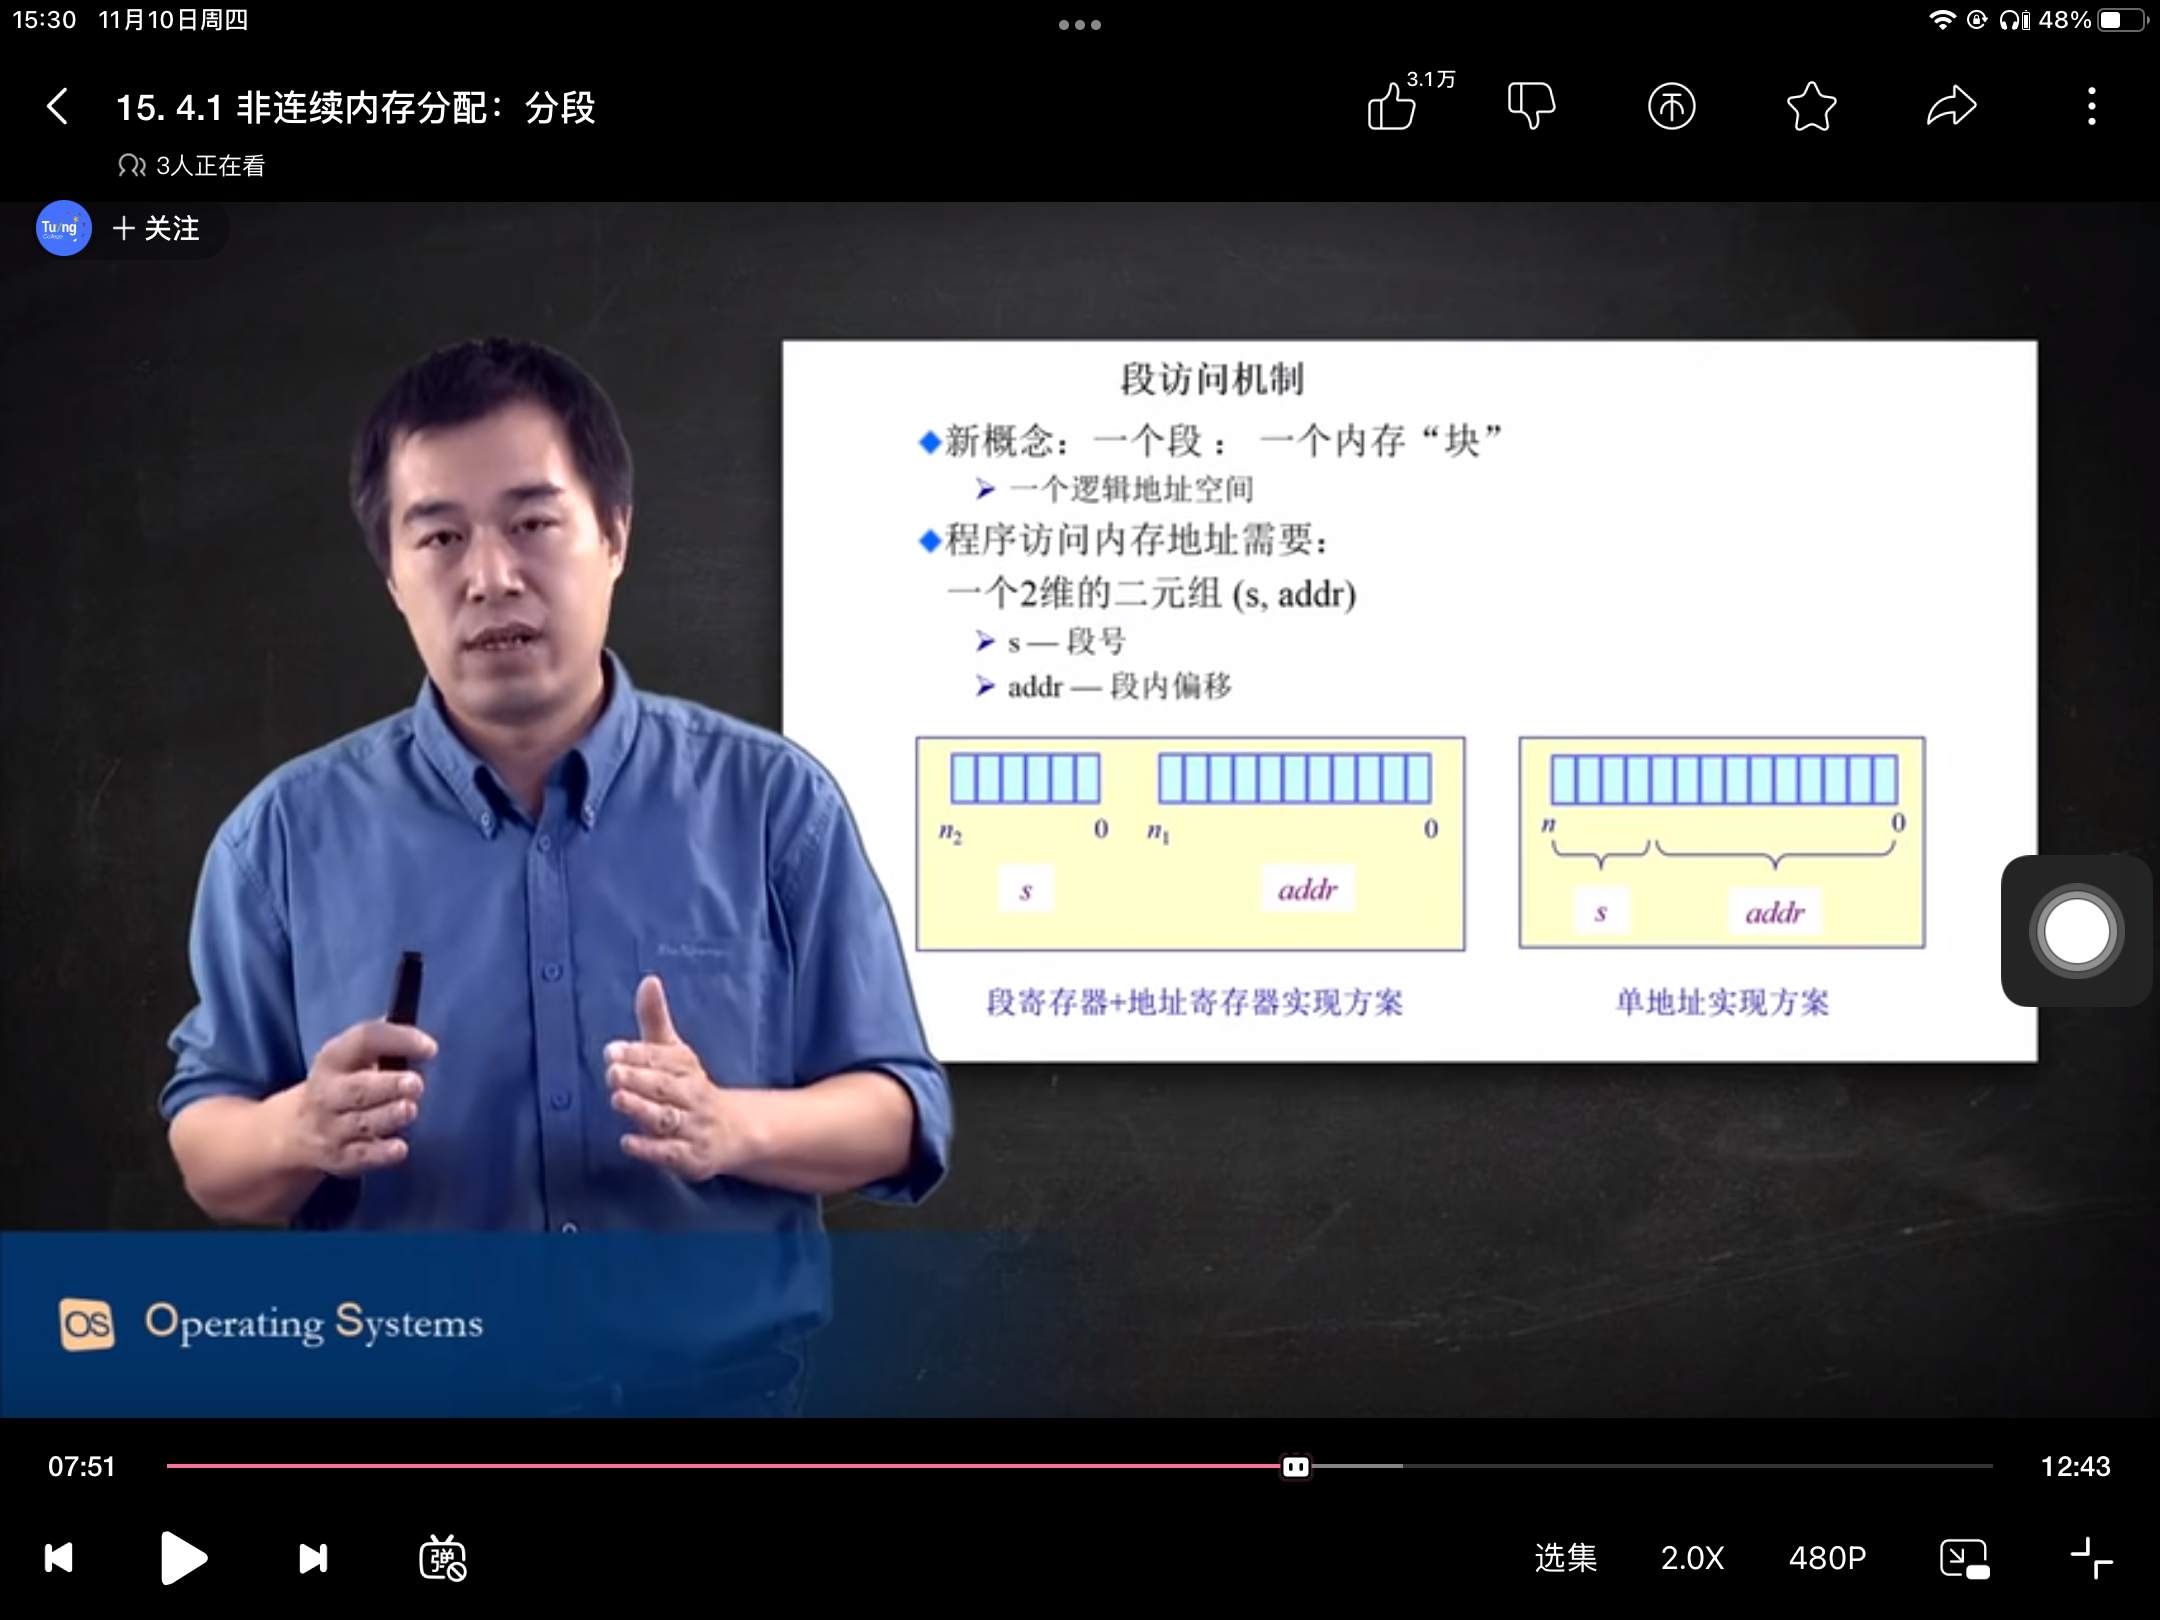 15:30 11月10日周四
48%
15. 4.1 非连续内存分配：分段
3.1万
3人正在看
Tu/ng
+ 关注
段访问机制
新概念：一个段： 一个内存“块”
一个逻辑地址空间
程序访问内存地址需要：
一个2维的二元组 (s, addr)
s — 段号
addr — 段内偏移
n2 0 n1 0
s addr
n 0
s addr
段寄存器+地址寄存器实现方案
单地址实现方案
OS Operating Systems
07:51
12:43
弹
选集 2.0X 480P